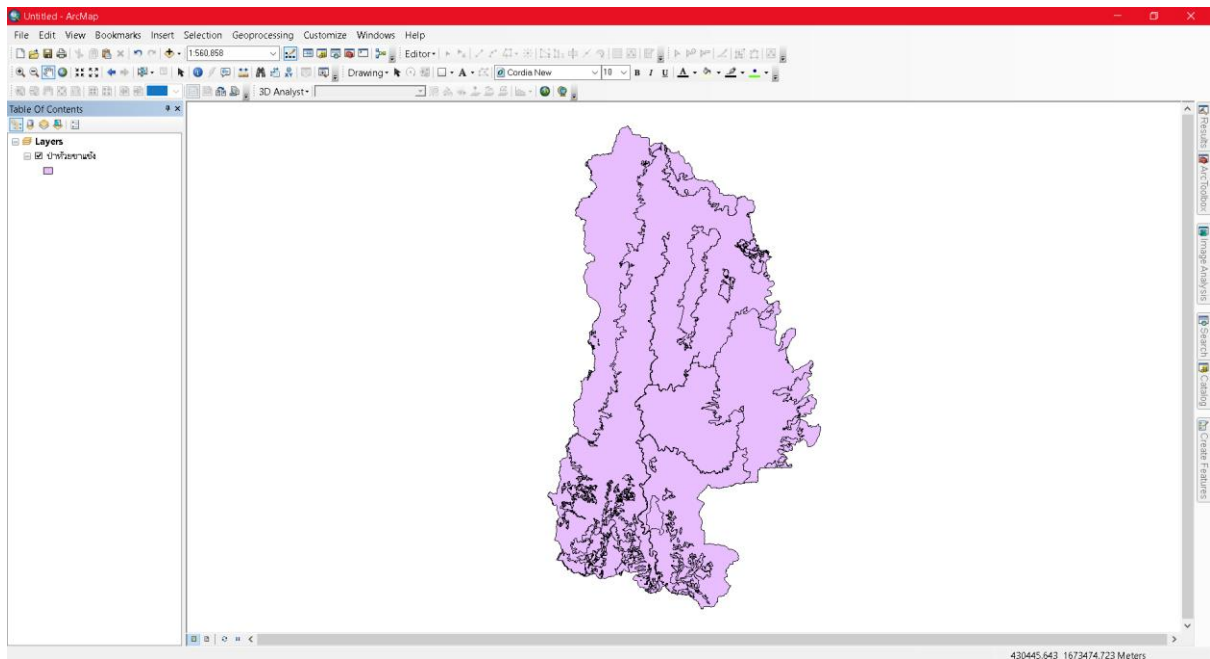 Untitled - ArcMap
File Edit View Bookmarks Insert Selection Geoprocessing Customize Windows Help
1:560,858 Editor
Drawing A Cordia New 10 B I U A
3D Analyst
Table Of Contents
Layers
ป่าห้วยขาแข้ง
Results
ArcToolbox
Image Analysis
Search
Catalog
Create Features
430445.643 1673474.723 Meters